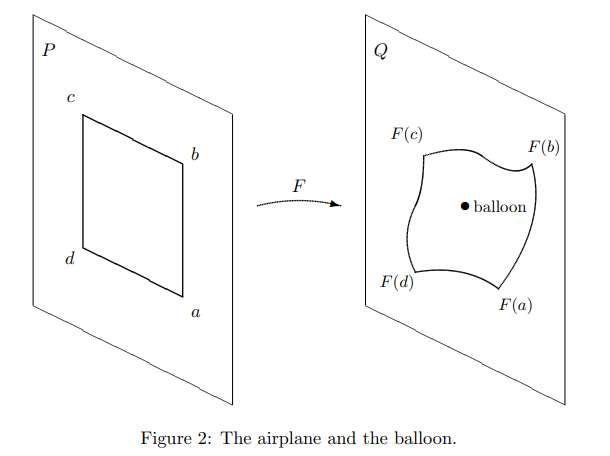 P
Q
c
F(c)
F(b)
b
F
balloon
d
F(d)
a
F(a)
Figure 2: The airplane and the balloon.